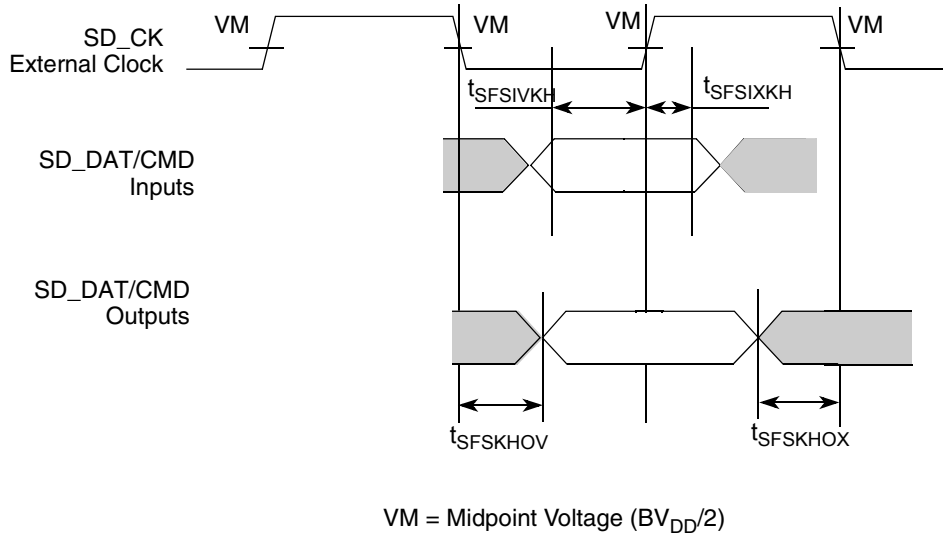 VM
VM
VM
VM
SD_CK
External Clock
tSFSIVKH
tSFSIXKH
SD_DAT/CMD
Inputs
SD_DAT/CMD
Outputs
tSFSKHOV
tSFSKHOX
VM = Midpoint Voltage (BVDD/2)